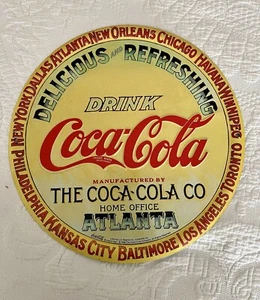 NEW YORK DALLAS ATLANTA NEW ORLEANS CHICAGO HAVANA WINNIPEG
DELICIOUS AND REFRESHING
DRINK
Coca-Cola
MANUFACTURED BY
THE COCA-COLA CO
HOME OFFICE
ATLANTA
PHILADELPHIA KANSAS CITY BALTIMORE LOS ANGELES TORONTO